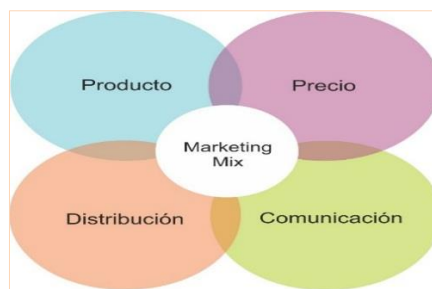 Producto
Precio
Marketing
Mix
Distribución
Comunicación